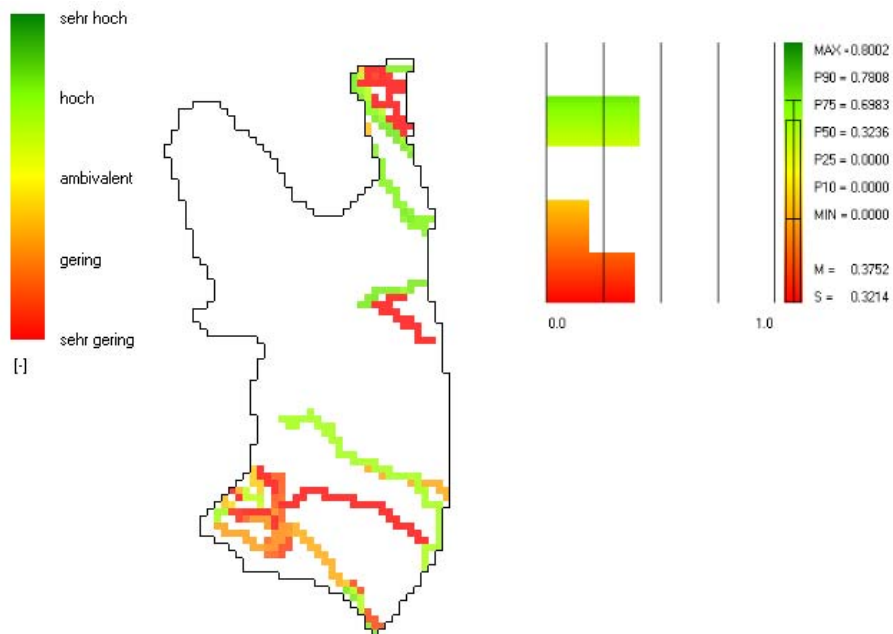 sehr hoch
hoch
ambivalent
gering
sehr gering
[-]
MAX =0.8002
P90 = 0.7808
P75 = 0.6983
P50 = 0.3236
P25 = 0.0000
P10 = 0.0000
MIN = 0.0000
M = 0.3752
S = 0.3214
0.0
1.0